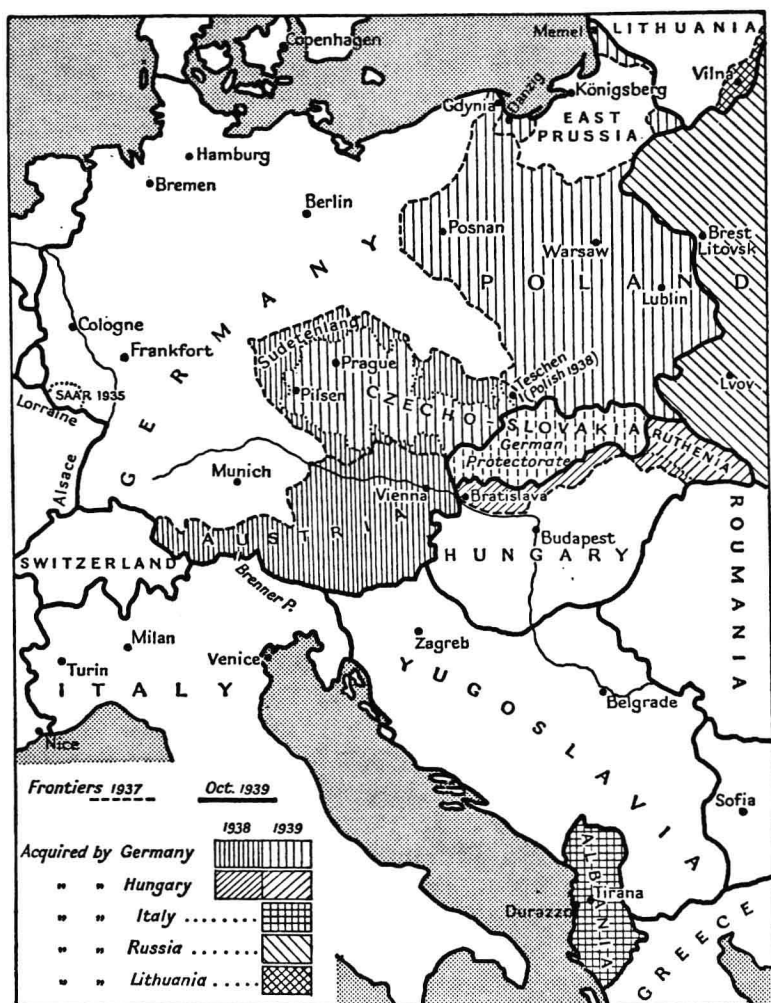 Copenhagen
Memel
LITHUANIA
Vilna
Gdynia
Danzig
Königsberg
EAST
PRUSSIA
Hamburg
Bremen
Berlin
Posnan
Warsaw
Brest
Litovsk
POLAND
Lublin
GERMANY
Cologne
Frankfort
Sudetenland
Prague
Pilsen
Teschen
(Polish 1938)
Lvov
SAAR 1935
Lorraine
CZECHO-SLOVAKIA
German
Protectorate
RUTHENIA
Alsace
Munich
Vienna
Bratislava
AUSTRIA
Budapest
HUNGARY
ROUMANIA
SWITZERLAND
Brenner P.
Milan
Turin
Venice
Zagreb
ITALY
YUGOSLAVIA
Belgrade
Nice
Sofia
ALBANIA
Tirana
Durazzo
GREECE
Frontiers 1937 Oct. 1939
1938 1939
Acquired by Germany
" " Hungary
" " Italy .......
" " Russia .......
" " Lithuania .....